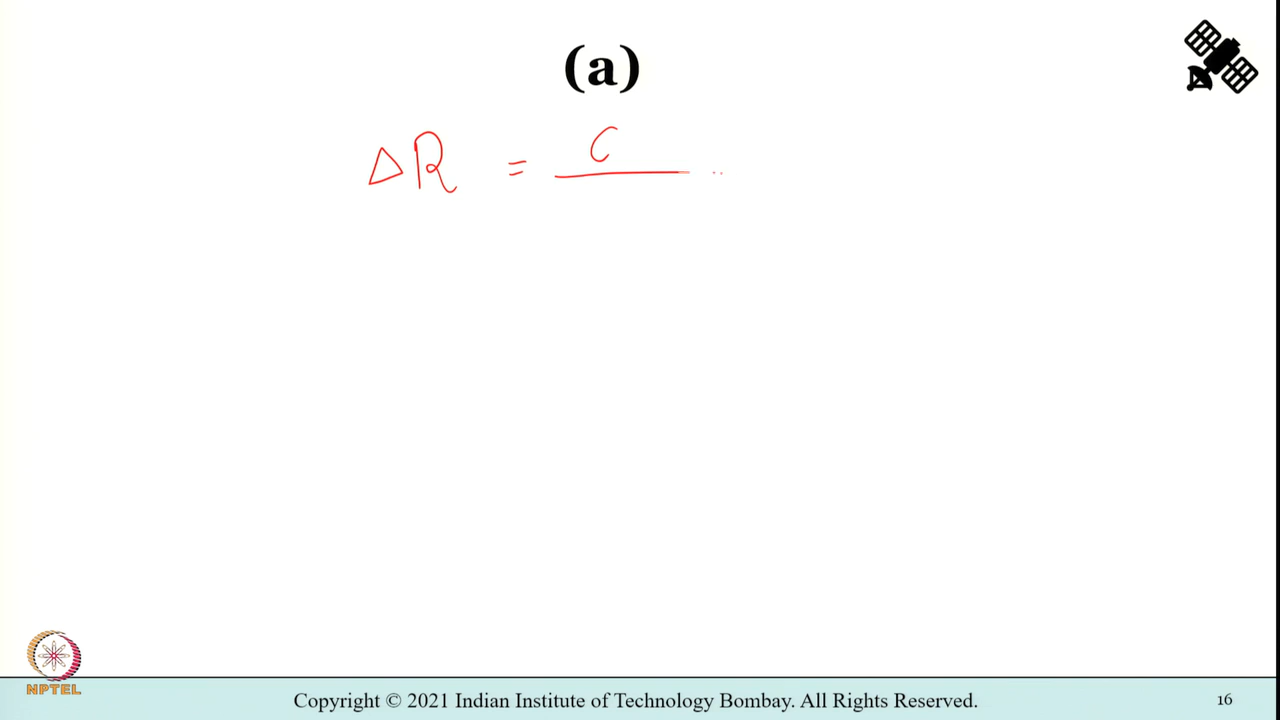 (a)
ΔR = C
NPTEL
Copyright © 2021 Indian Institute of Technology Bombay. All Rights Reserved.
16